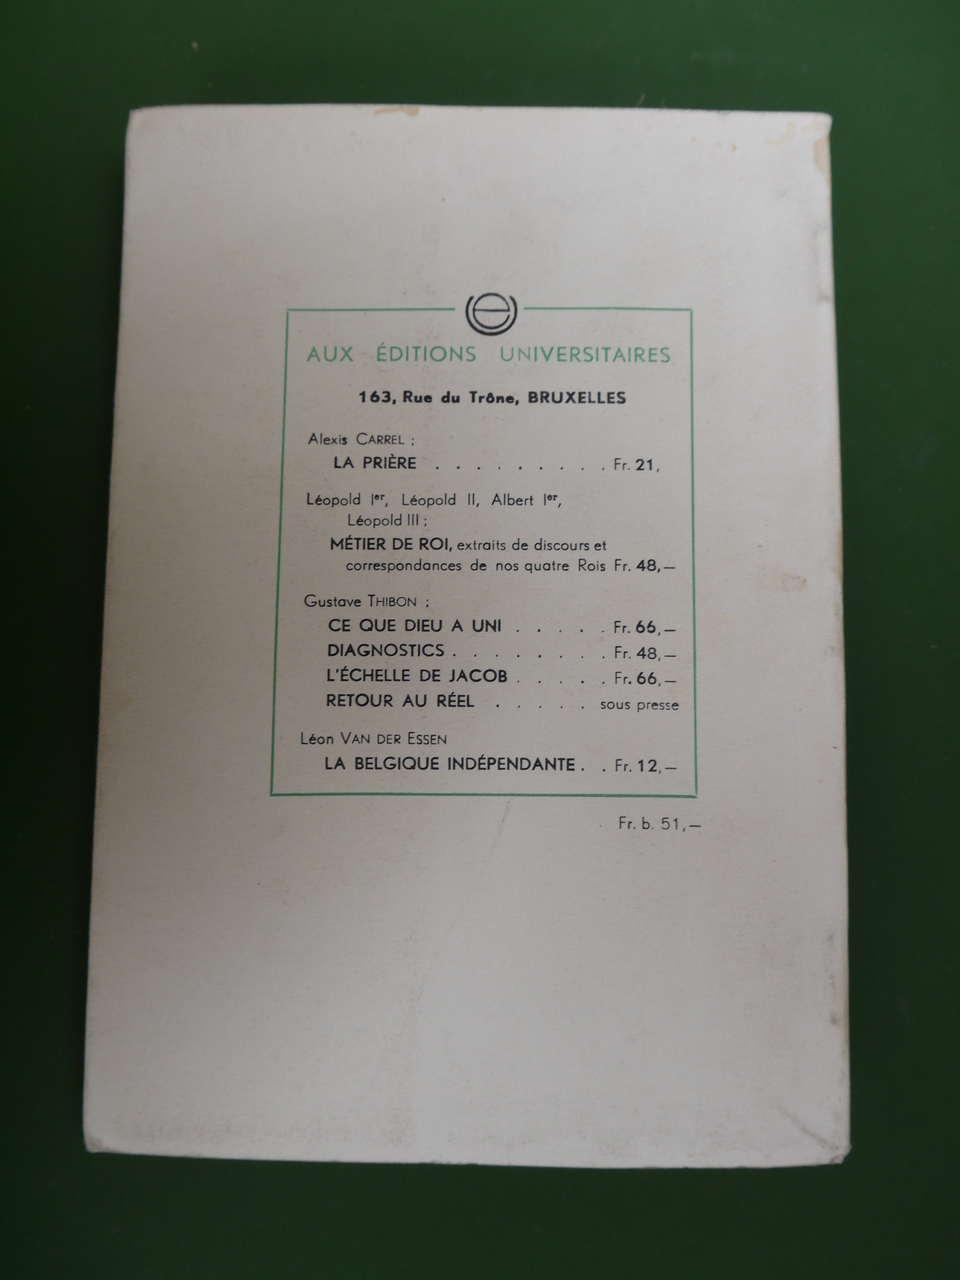 AUX ÉDITIONS UNIVERSITAIRES
163, Rue du Trône, BRUXELLES
Alexis CARREL :
LA PRIÈRE . . . . . . . . . Fr. 21,
Léopold Ier, Léopold II, Albert Ier,
Léopold III :
MÉTIER DE ROI, extraits de discours et
correspondances de nos quatre Rois Fr. 48,—
Gustave THIBON :
CE QUE DIEU A UNI . . . . . Fr. 66,—
DIAGNOSTICS . . . . . . . . Fr. 48,—
L'ÉCHELLE DE JACOB . . . . . Fr. 66,—
RETOUR AU RÉEL . . . . . sous presse
Léon VAN DER ESSEN
LA BELGIQUE INDÉPENDANTE . . Fr. 12,—
Fr. b. 51,—